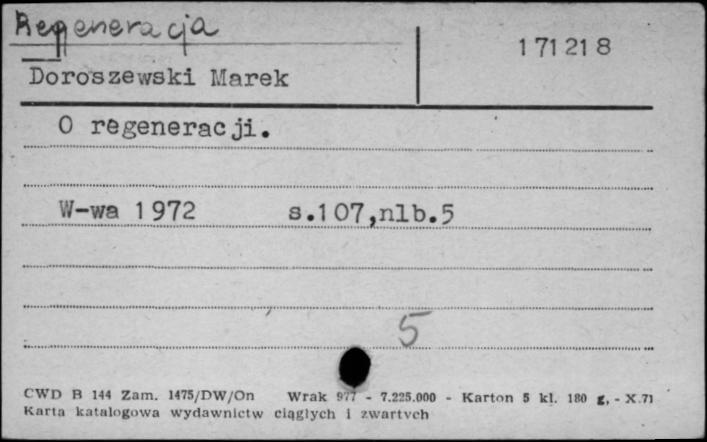 Regeneracja
171218
Doroszewski Marek
O regeneracji.
W-wa 1972 s.107,nlb.5
5
CWD B 144 Zam. 1475/DW/On Wrak 977 - 7.225.000 - Karton 5 kl. 180 g, - X.71
Karta katalogowa wydawnictw ciągłych i zwartych